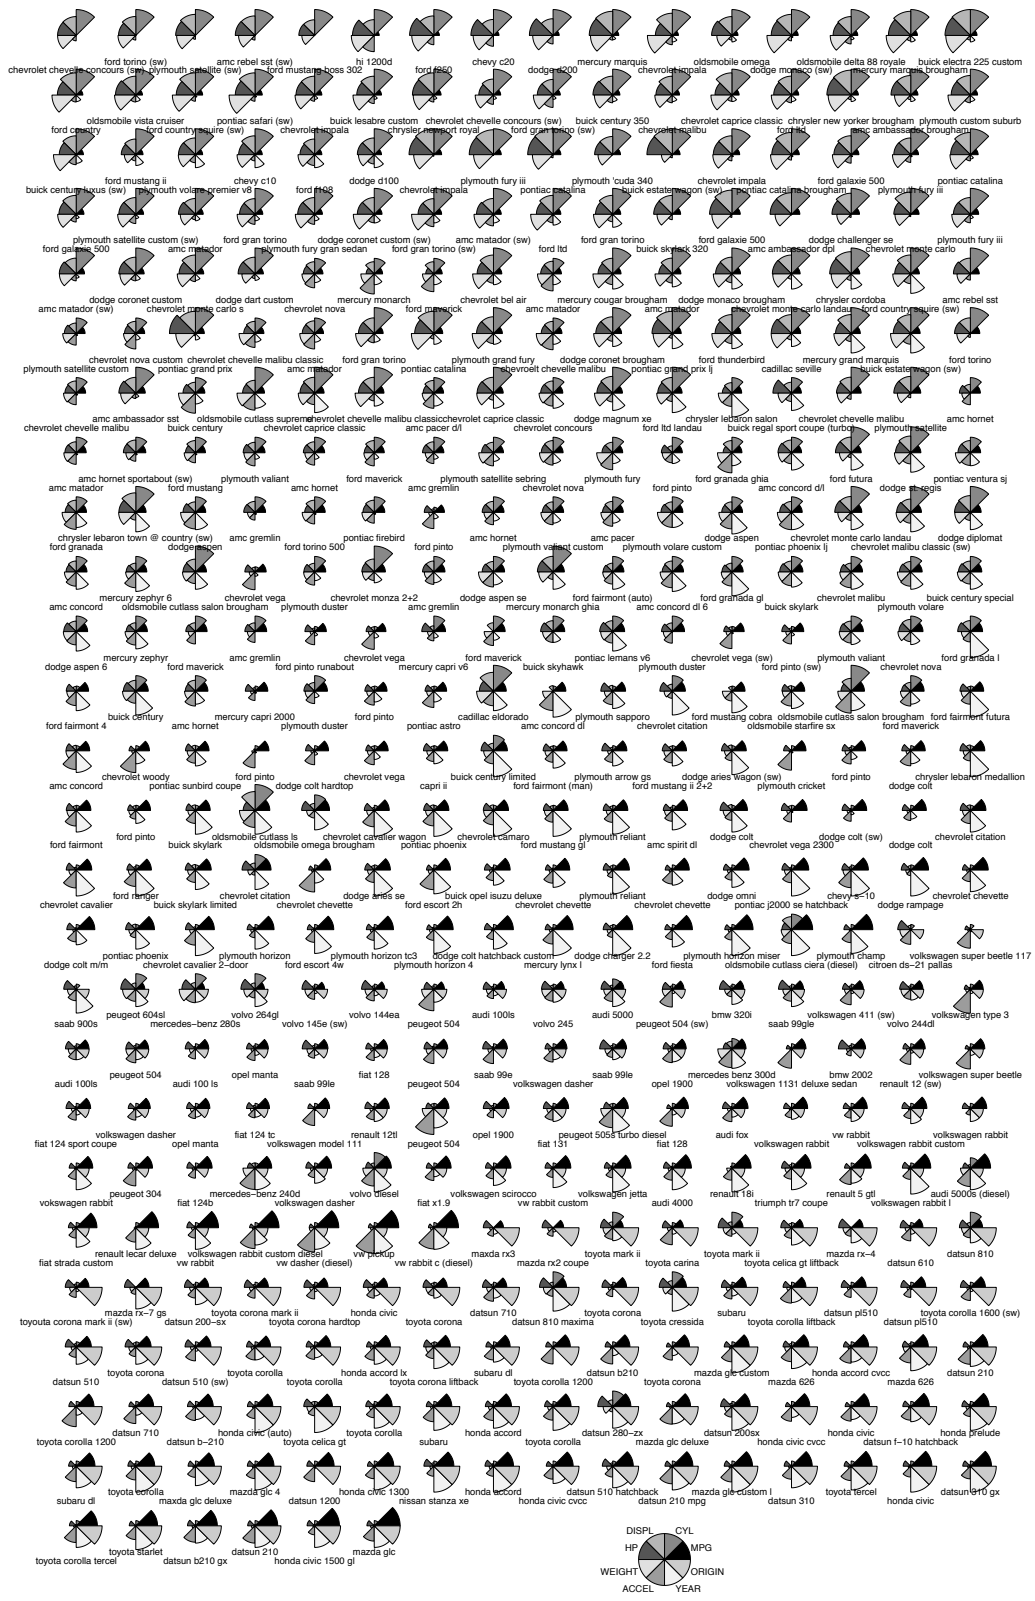 ford torino (sw) amc rebel sst (sw) hi 1200d chevy c20 mercury marquis oldsmobile omega oldsmobile delta 88 royale buick electra 225 custom
chevrolet chevelle concours (sw) plymouth satellite (sw) ford mustang boss 302 ford f250 dodge d200 chevrolet impala dodge monaco (sw) mercury marquis brougham
oldsmobile vista cruiser pontiac safari (sw) buick lesabre custom chevrolet chevelle concours (sw) buick century 350 chevrolet caprice classic chrysler new yorker brougham plymouth custom suburb
ford country ford country squire (sw) chevrolet impala chrysler newport royal ford gran torino (sw) chevrolet malibu ford ltd amc ambassador brougham
ford mustang ii chevy c10 dodge d100 plymouth fury iii plymouth 'cuda 340 chevrolet impala ford galaxie 500 pontiac catalina
buick century luxus (sw) plymouth volare premier v8 ford f108 chevrolet impala pontiac catalina buick estate wagon (sw) pontiac catalina brougham plymouth fury iii
plymouth satellite custom (sw) ford gran torino dodge coronet custom (sw) amc matador (sw) ford gran torino ford galaxie 500 dodge challenger se plymouth fury iii
ford galaxie 500 amc matador plymouth fury gran sedan ford gran torino (sw) ford ltd buick skylark 320 amc ambassador dpl chevrolet monte carlo
dodge coronet custom dodge dart custom mercury monarch chevrolet bel air mercury cougar brougham dodge monaco brougham chrysler cordoba amc rebel sst
amc matador (sw) chevrolet monte carlo s chevrolet nova ford maverick amc matador amc matador chevrolet monte carlo landau ford country squire (sw)
chevrolet nova custom chevrolet chevelle malibu classic ford gran torino plymouth grand fury dodge coronet brougham ford thunderbird mercury grand marquis ford torino
plymouth satellite custom pontiac grand prix amc matador pontiac catalina chevroelt chevelle malibu pontiac grand prix lj cadillac seville buick estate wagon (sw)
amc ambassador sst oldsmobile cutlass supreme chevrolet chevelle malibu classic chevrolet caprice classic dodge magnum xe chrysler lebaron salon chevrolet chevelle malibu amc hornet
chevrolet chevelle malibu buick century chevrolet caprice classic amc pacer d/l chevrolet concours ford ltd landau buick regal sport coupe (turbo) plymouth satellite
amc hornet sportabout (sw) plymouth valiant ford maverick plymouth satellite sebring plymouth fury ford granada ghia ford futura pontiac ventura sj
amc matador ford mustang amc hornet amc gremlin chevrolet nova ford pinto amc concord d/l dodge st. regis
chrysler lebaron town @ country (sw) amc gremlin pontiac firebird amc hornet amc pacer dodge aspen chevrolet monte carlo landau dodge diplomat
ford granada dodge aspen ford torino 500 ford pinto plymouth valiant custom plymouth volare custom pontiac phoenix lj chevrolet malibu classic (sw)
mercury zephyr 6 chevrolet vega chevrolet monza 2+2 dodge aspen se ford fairmont (auto) ford granada gl chevrolet malibu buick century special
amc concord oldsmobile cutlass salon brougham plymouth duster amc gremlin mercury monarch ghia amc concord dl 6 buick skylark plymouth volare
mercury zephyr amc gremlin chevrolet vega ford maverick pontiac lemans v6 chevrolet vega (sw) plymouth valiant ford granada l
dodge aspen 6 ford maverick ford pinto runabout mercury capri v6 buick skyhawk plymouth duster ford pinto (sw) chevrolet nova
buick century mercury capri 2000 ford pinto cadillac eldorado plymouth sapporo ford mustang cobra oldsmobile cutlass salon brougham ford fairmont futura
ford fairmont 4 amc hornet plymouth duster pontiac astro amc concord dl chevrolet citation oldsmobile starfire sx ford maverick
chevrolet woody ford pinto chevrolet vega buick century limited plymouth arrow gs dodge aries wagon (sw) ford pinto chrysler lebaron medallion
amc concord pontiac sunbird coupe dodge colt hardtop capri ii ford fairmont (man) ford mustang ii 2+2 plymouth cricket dodge colt
ford pinto oldsmobile cutlass ls chevrolet cavalier wagon chevrolet camaro plymouth reliant dodge colt dodge colt (sw) chevrolet citation
ford fairmont buick skylark oldsmobile omega brougham pontiac phoenix ford mustang gl amc spirit dl chevrolet vega 2300 dodge colt
ford ranger chevrolet citation dodge aries se buick opel isuzu deluxe plymouth reliant dodge omni chevy s-10 chevrolet chevette
chevrolet cavalier buick skylark limited chevrolet chevette ford escort 2h chevrolet chevette chevrolet chevette pontiac j2000 se hatchback dodge rampage
pontiac phoenix plymouth horizon plymouth horizon tc3 dodge colt hatchback custom dodge charger 2.2 plymouth horizon miser plymouth champ volkswagen super beetle 117
dodge colt m/m chevrolet cavalier 2-door ford escort 4w plymouth horizon 4 mercury lynx l ford fiesta oldsmobile cutlass ciera (diesel) citroen ds-21 pallas
peugeot 604sl volvo 264gl volvo 144ea audi 100ls audi 5000 bmw 320i volkswagen 411 (sw) volkswagen type 3
saab 900s mercedes-benz 280s volvo 145e (sw) peugeot 504 volvo 245 peugeot 504 (sw) saab 99gle volvo 244dl
peugeot 504 opel manta fiat 128 saab 99e saab 99le mercedes benz 300d bmw 2002 volkswagen super beetle
audi 100ls audi 100 ls saab 99le peugeot 504 volkswagen dasher opel 1900 volkswagen 1131 deluxe sedan renault 12 (sw)
volkswagen dasher fiat 124 tc renault 12tl opel 1900 peugeot 505s turbo diesel audi fox vw rabbit volkswagen rabbit
fiat 124 sport coupe opel manta volkswagen model 111 peugeot 504 fiat 131 fiat 128 volkswagen rabbit volkswagen rabbit custom
peugeot 304 mercedes-benz 240d volvo diesel volkswagen scirocco volkswagen jetta renault 18i renault 5 gtl audi 5000s (diesel)
vokswagen rabbit fiat 124b volkswagen dasher fiat x1.9 vw rabbit custom audi 4000 triumph tr7 coupe volkswagen rabbit l
renault lecar deluxe volkswagen rabbit custom diesel vw pickup maxda rx3 toyota mark ii toyota mark ii mazda rx-4 datsun 810
fiat strada custom vw rabbit vw dasher (diesel) vw rabbit c (diesel) mazda rx2 coupe toyota carina toyota celica gt liftback datsun 610
mazda rx-7 gs toyota corona mark ii honda civic datsun 710 toyota corona subaru datsun pl510 toyota corolla 1600 (sw)
toyouta corona mark ii (sw) datsun 200-sx toyota corona hardtop toyota corona datsun 810 maxima toyota cressida toyota corolla liftback datsun pl510
toyota corona toyota corolla honda accord lx subaru dl datsun b210 mazda glc custom honda accord cvcc datsun 210
datsun 510 datsun 510 (sw) toyota corolla toyota corona liftback toyota corolla 1200 toyota corona mazda 626 mazda 626
datsun 710 honda civic (auto) toyota corolla honda accord datsun 280-zx datsun 200sx honda civic cvcc honda prelude
toyota corolla 1200 datsun b-210 toyota celica gt subaru toyota corolla mazda glc deluxe honda civic cvcc datsun f-10 hatchback
toyota corolla mazda glc 4 honda civic 1300 honda accord datsun 510 hatchback mazda glc custom l toyota tercel datsun 310 gx
subaru dl maxda glc deluxe datsun 1200 nissan stanza xe honda civic cvcc datsun 210 mpg datsun 310 honda civic
toyota starlet datsun 210 mazda glc
toyota corolla tercel datsun b210 gx honda civic 1500 gl
DISPL CYL
HP MPG
WEIGHT ORIGIN
ACCEL YEAR